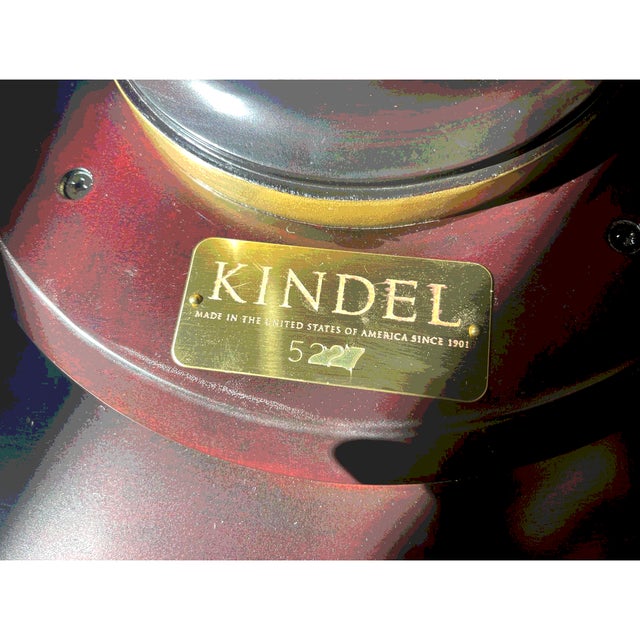 KINDEL
MADE IN THE UNITED STATES OF AMERICA SINCE 1901
5227